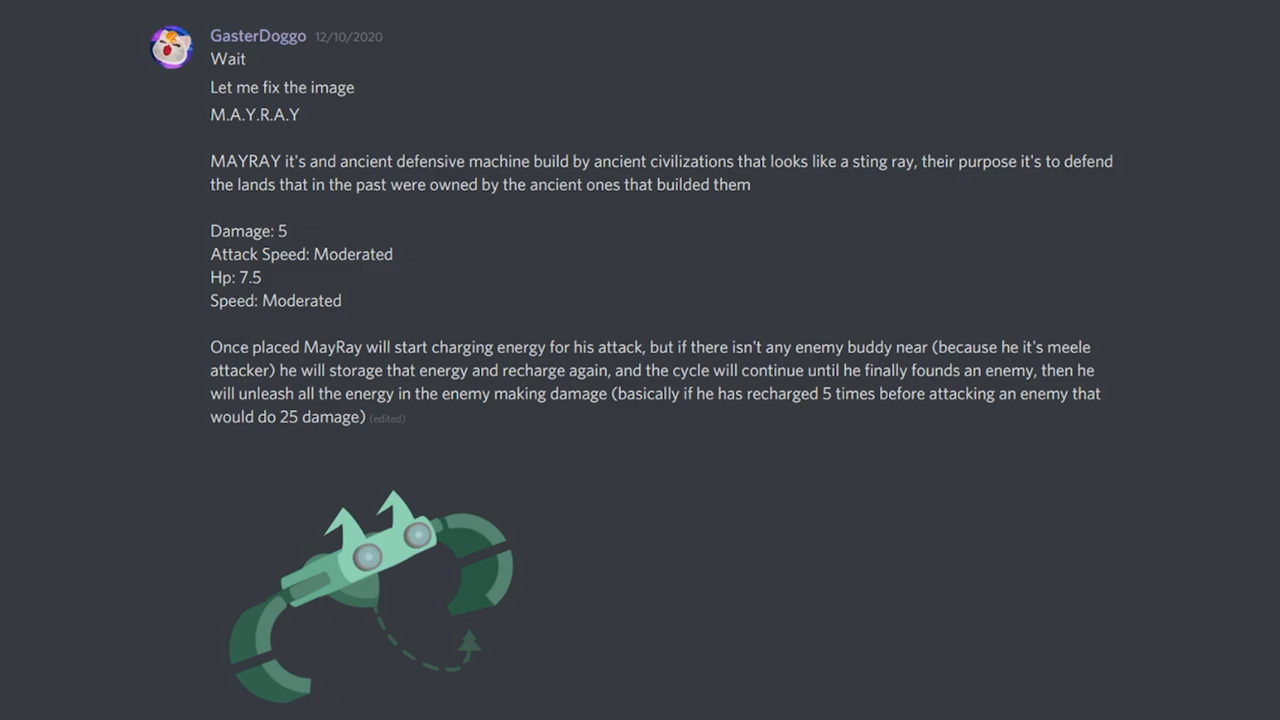 GasterDoggo 12/10/2020
Wait
Let me fix the image
M.A.Y.R.A.Y
MAYRAY it's and ancient defensive machine build by ancient civilizations that looks like a sting ray, their purpose it's to defend
the lands that in the past were owned by the ancient ones that builded them
Damage: 5
Attack Speed: Moderated
Hp: 7.5
Speed: Moderated
Once placed MayRay will start charging energy for his attack, but if there isn't any enemy buddy near (because he it's meele
attacker) he will storage that energy and recharge again, and the cycle will continue until he finally founds an enemy, then he
will unleash all the energy in the enemy making damage (basically if he has recharged 5 times before attacking an enemy that
would do 25 damage) (edited)